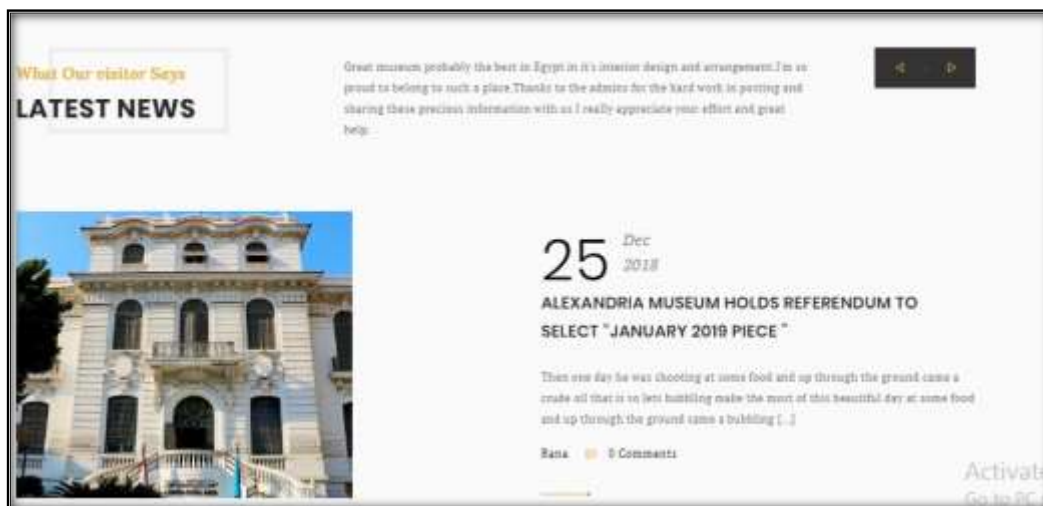 What Our visitor Says
LATEST NEWS
Great museum probably the best in Egypt in it's interior design and arrangement.I'm so
proud to belong to such a place.Thanks to the admins for the hard work in posting and
sharing these precious information with us I really appreciate your effort and great
help.
25 Dec
2018
ALEXANDRIA MUSEUM HOLDS REFERENDUM TO
SELECT "JANUARY 2019 PIECE "
Then one day he was shooting at some food and up through the ground came a
crude oil that is so lets bubbling make the most of this beautiful day at some food
and up through the ground came a bubbling [...]
Rana 0 Comments
Activate
Go to PC